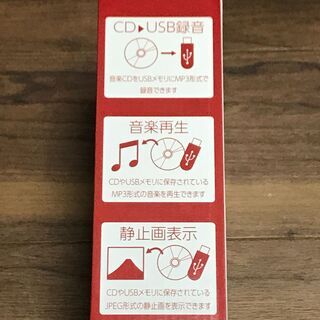 CD▶USB録音
音楽CDをUSBメモリにMP3形式で
録音できます
音楽再生
CDやUSBメモリに保存されている
MP3形式の音楽を再生できます
静止画表示
CDやUSBメモリに保存されている
JPEG形式の静止画を表示できます